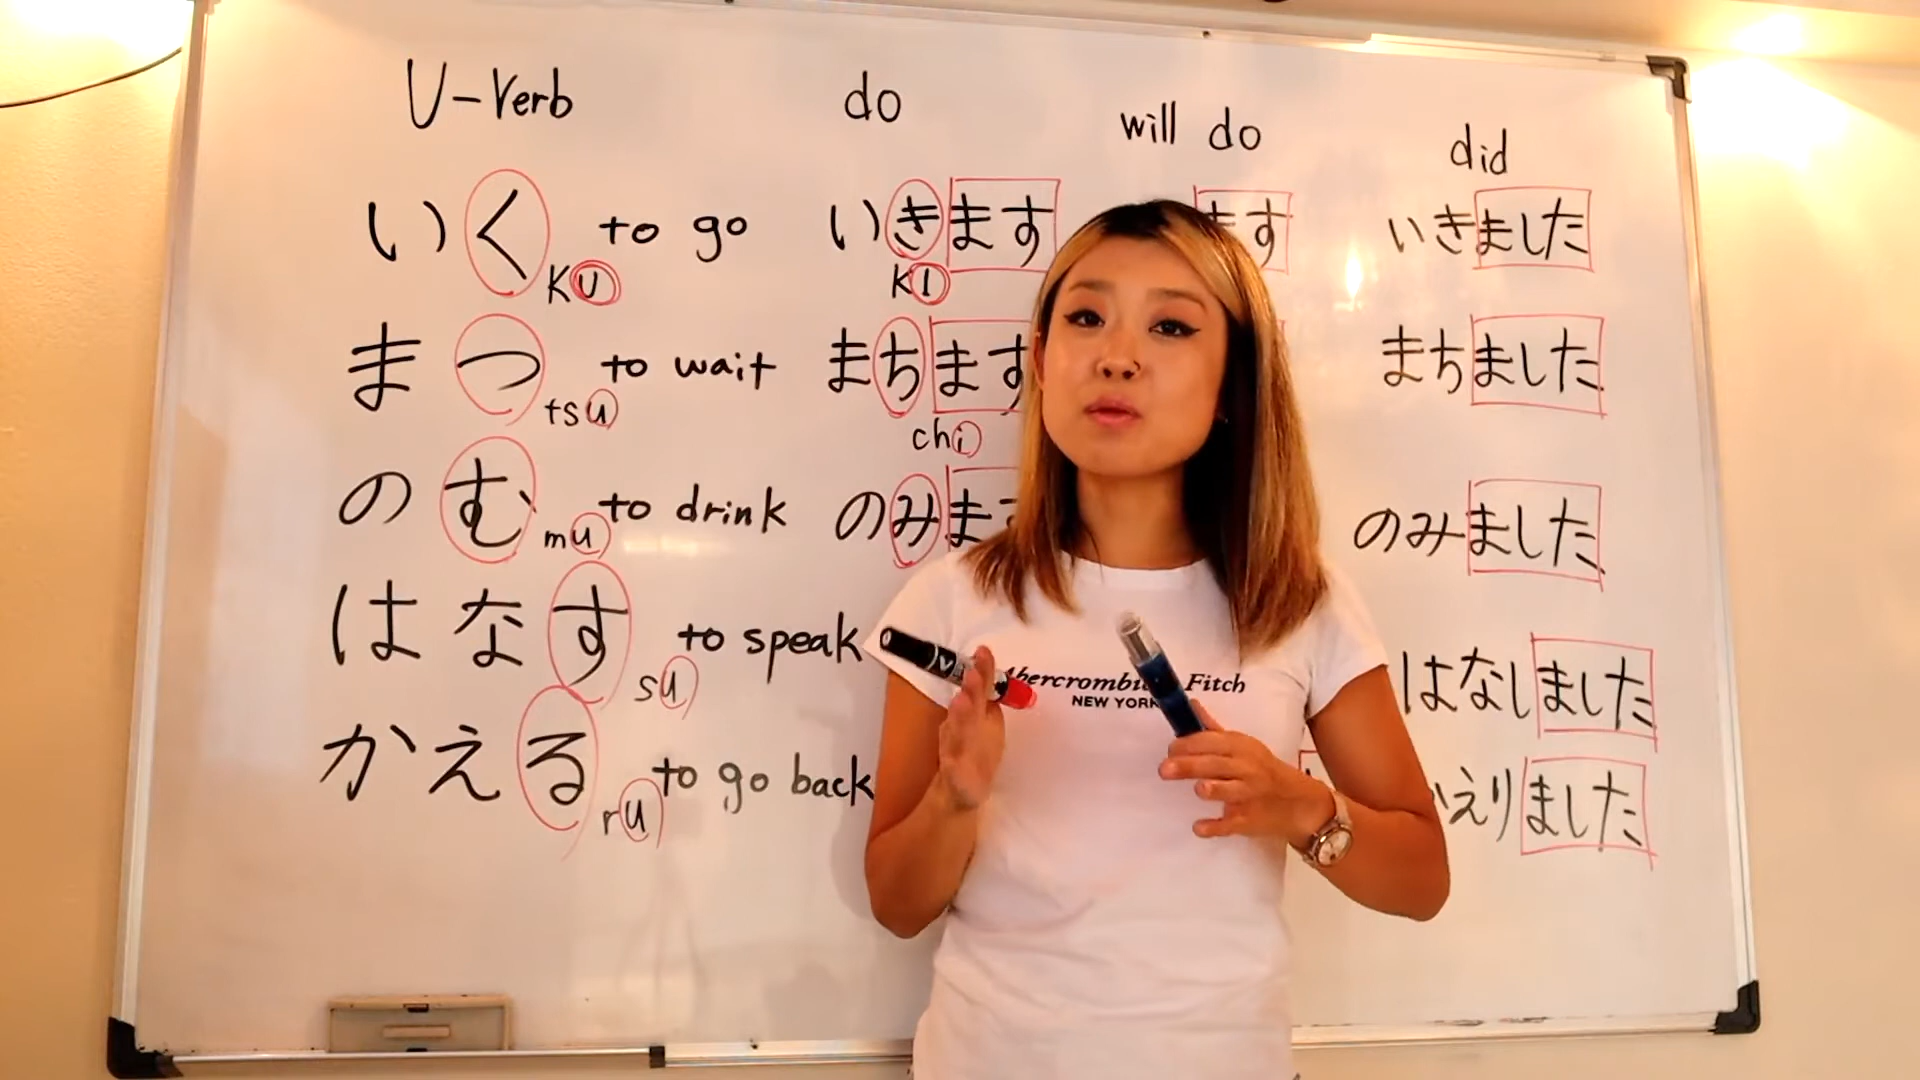 U-Verb do will do did
いく to go いきます ます いきました
KU KI
まつ to wait まちます まちました
tsu chi
のむ to drink のみま のみました
mu
はなす to speak はなしました
su
かえる to go back えりました
ru
Abercrombie Fitch
NEW YORK